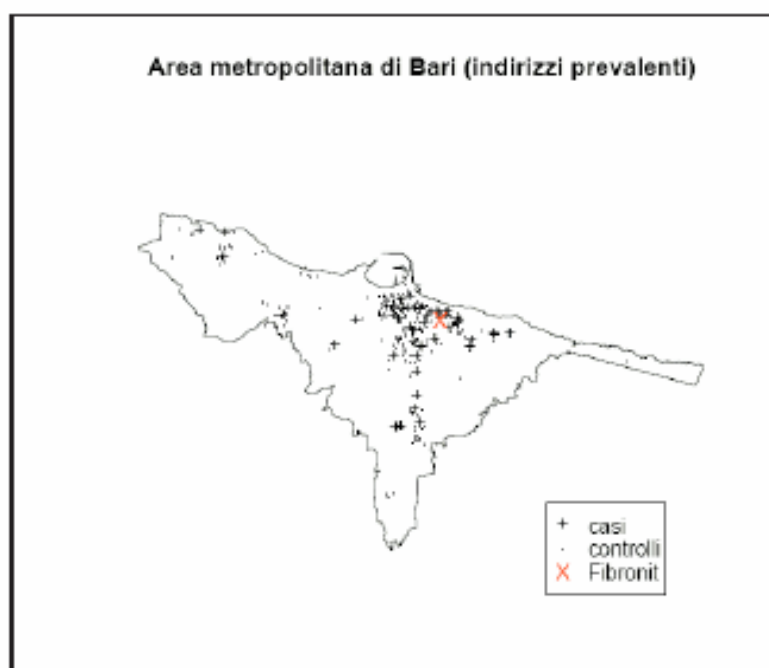 Area metropolitana di Bari (indirizzi prevalenti)
+ casi
· controlli
X Fibronit